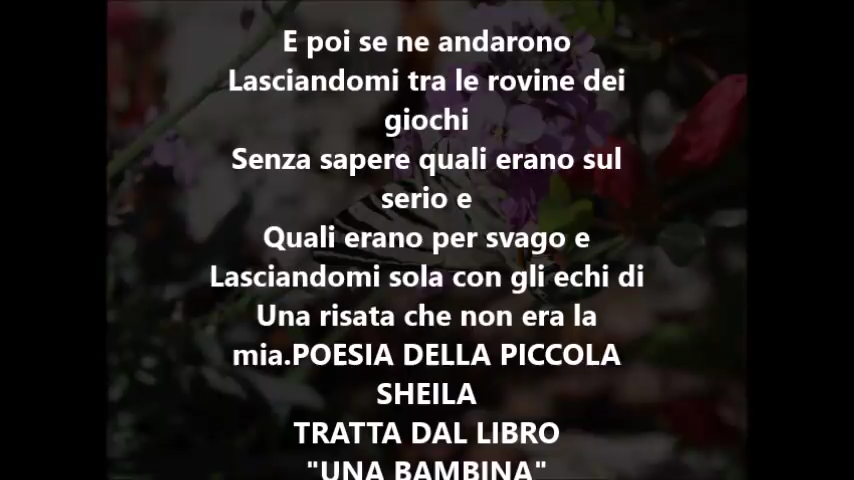 E poi se ne andarono
Lasciandomi tra le rovine dei
giochi
Senza sapere quali erano sul
serio e
Quali erano per svago e
Lasciandomi sola con gli echi di
Una risata che non era la
mia.POESIA DELLA PICCOLA
SHEILA
TRATTA DAL LIBRO
"UNA BAMBINA"